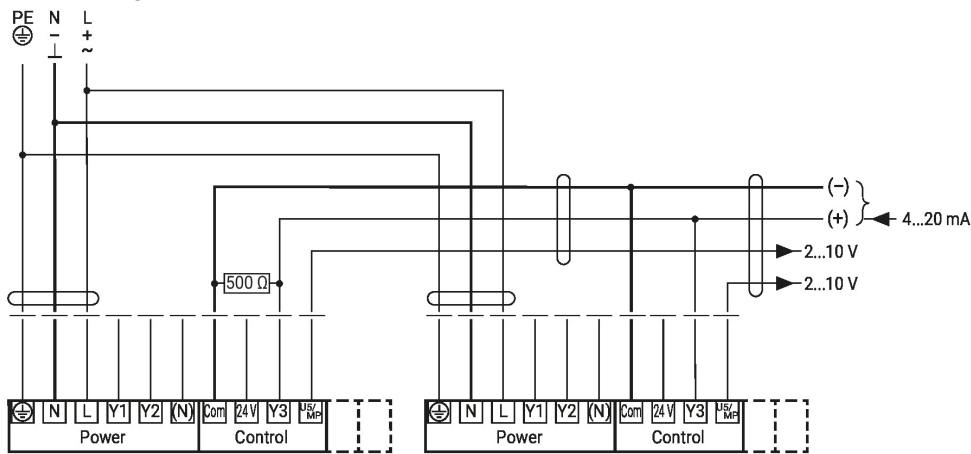 PE N L
- +
~
(-)
(+) 4...20 mA
2...10 V
500 Ω 2...10 V
N L Y1 Y2 (N) Com 24 V Y3 U5/MP N L Y1 Y2 (N) Com 24 V Y3 U5/MP
Power Control Power Control